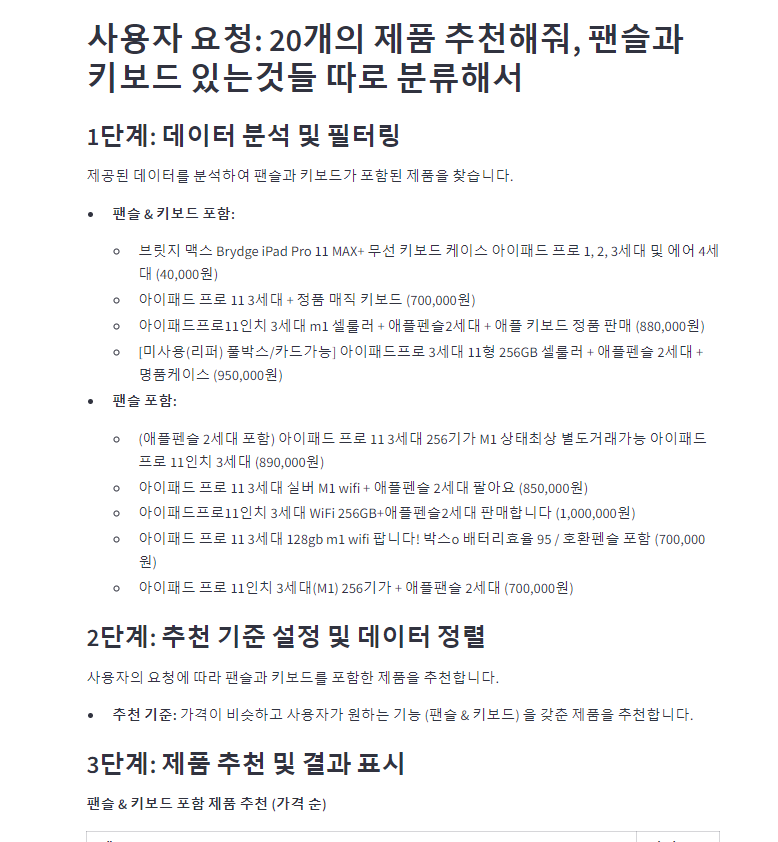 사용자 요청: 20개의 제품 추천해줘, 팬슬과
키보드 있는것들 따로 분류해서
1단계: 데이터 분석 및 필터링
제공된 데이터를 분석하여 팬슬과 키보드가 포함된 제품을 찾습니다.
• 팬슬 & 키보드 포함:
◦ 브릿지 맥스 Brydge iPad Pro 11 MAX+ 무선 키보드 케이스 아이패드 프로 1, 2, 3세대 및 에어 4세
대 (40,000원)
◦ 아이패드 프로 11 3세대 + 정품 매직 키보드 (700,000원)
◦ 아이패드프로11인치 3세대 m1 셀룰러 + 애플펜슬2세대 + 애플 키보드 정품 판매 (880,000원)
◦ [미사용(리퍼) 풀박스/카드가능] 아이패드프로 3세대 11형 256GB 셀룰러 + 애플펜슬 2세대 +
명품케이스 (950,000원)
• 팬슬 포함:
◦ (애플펜슬 2세대 포함) 아이패드 프로 11 3세대 256기가 M1 상태최상 별도거래가능 아이패드
프로 11인치 3세대 (890,000원)
◦ 아이패드 프로 11 3세대 실버 M1 wifi + 애플펜슬 2세대 팔아요 (850,000원)
◦ 아이패드프로11인치 3세대 WiFi 256GB+애플펜슬2세대 판매합니다 (1,000,000원)
◦ 아이패드 프로 11 3세대 128gb m1 wifi 팝니다! 박스o 배터리효율 95 / 호환펜슬 포함 (700,000
원)
◦ 아이패드 프로 11인치 3세대(M1) 256기가 + 애플팬슬 2세대 (700,000원)
2단계: 추천 기준 설정 및 데이터 정렬
사용자의 요청에 따라 팬슬과 키보드를 포함한 제품을 추천합니다.
• 추천 기준: 가격이 비슷하고 사용자가 원하는 기능 (팬슬 & 키보드) 을 갖춘 제품을 추천합니다.
3단계: 제품 추천 및 결과 표시
팬슬 & 키보드 포함 제품 추천 (가격 순)